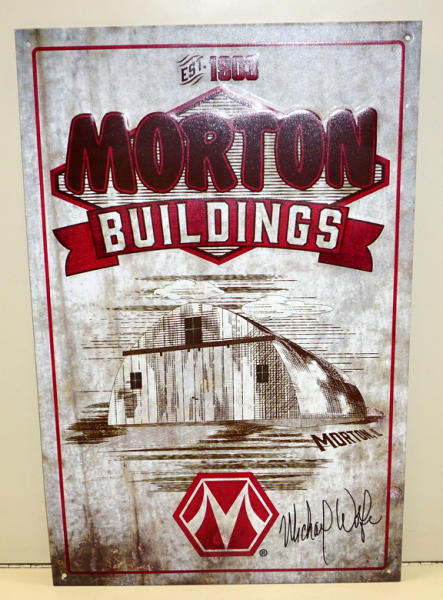 EST. 1903
MORTON
BUILDINGS
MORTON
M
®
Michael Wolfe